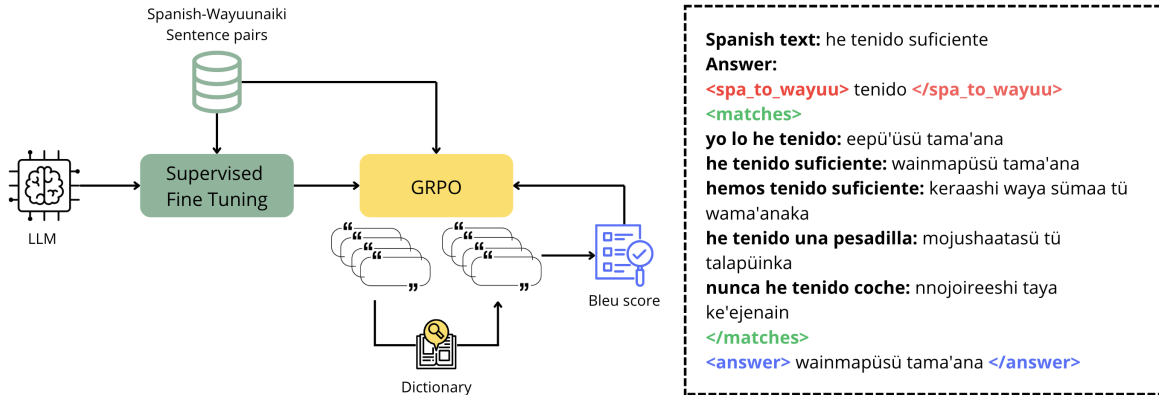 Spanish-Wayuunaiki
Sentence pairs
LLM
Supervised
Fine Tuning
GRPO
Bleu score
Dictionary
Spanish text: he tenido suficiente
Answer:
<spa_to_wayuu> tenido </spa_to_wayuu>
<matches>
yo lo he tenido: eepü'üsü tama'ana
he tenido suficiente: wainmapüsü tama'ana
hemos tenido suficiente: keraashi waya sümaa tü
wama'anaka
he tenido una pesadilla: mojushaatasü tü
talapüinka
nunca he tenido coche: nnojoireeshi taya
ke'ejenain
</matches>
<answer> wainmapüsü tama'ana </answer>